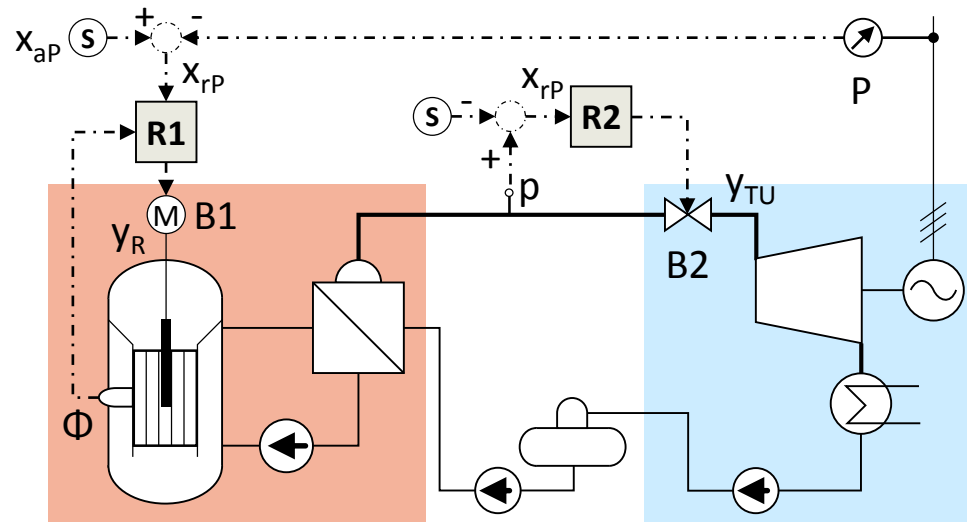 +
-
x_aP
S
x_rP
P
R1
x_rP
-
S
R2
+
p
y_TU
M
B1
y_R
B2
Φ